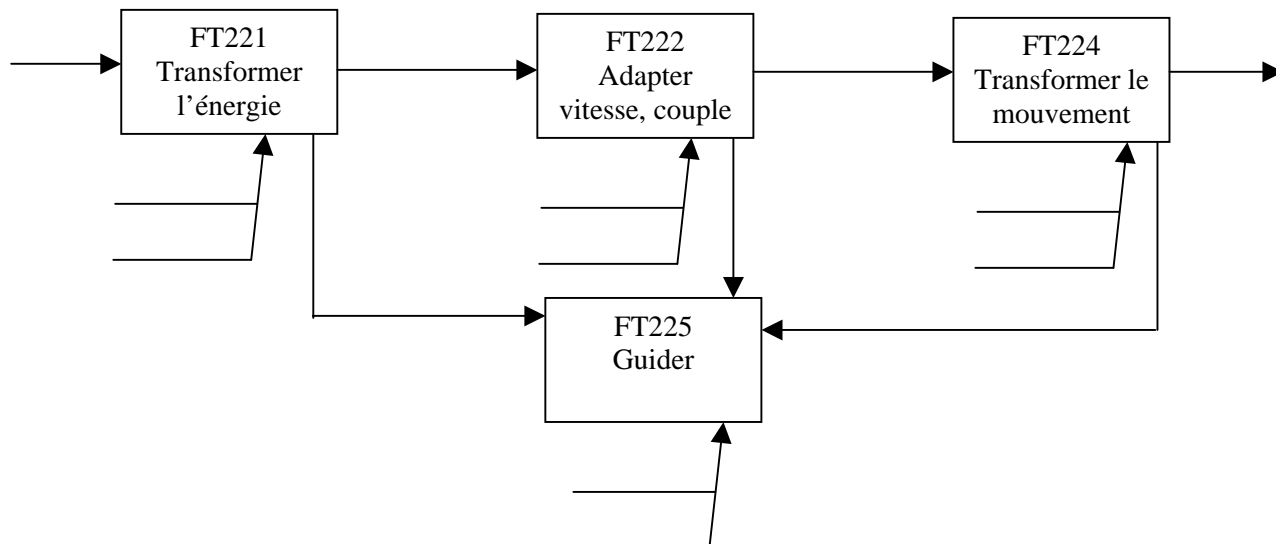 FT221
Transformer
l’énergie
FT222
Adapter
vitesse, couple
FT224
Transformer le
mouvement
FT225
Guider